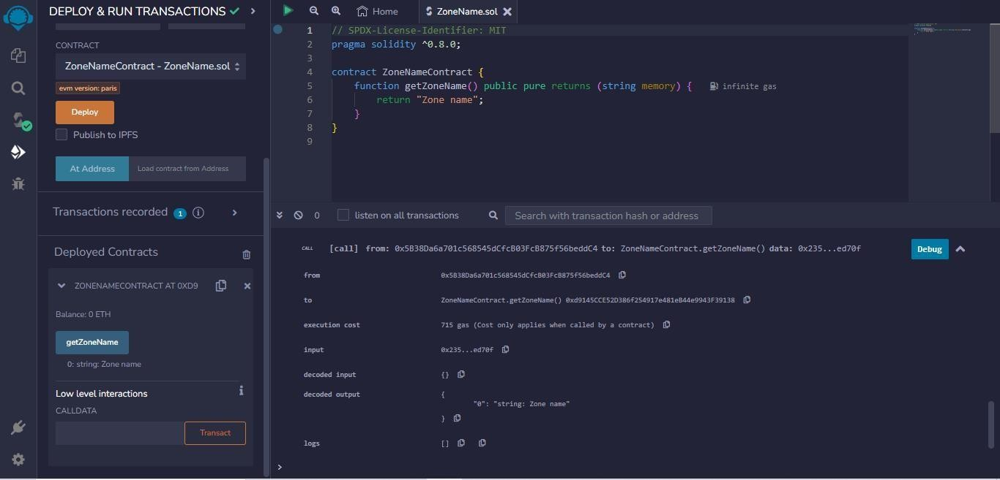 DEPLOY & RUN TRANSACTIONS
CONTRACT
ZoneNameContract - ZoneName.sol
evm version: paris
Deploy
Publish to IPFS
At Address
Load contract from Address
Transactions recorded 1 i
Deployed Contracts
ZONENAMECONTRACT AT 0XD9
Balance: 0 ETH
getZoneName
0: string: Zone name
Low level interactions
i
CALLDATA
Transact
Home
ZoneName.sol
1 // SPDX-License-Identifier: MIT
2 pragma solidity ^0.8.0;
3
4 contract ZoneNameContract {
5 function getZoneName() public pure returns (string memory) { infinite gas
6 return "Zone name";
7 }
8 }
9
0 listen on all transactions Search with transaction hash or address
CALL [call] from: 0x5B38Da6a701c568545dCfcB03FcB875f56beddC4 to: ZoneNameContract.getZoneName() data: 0x235...ed70f Debug
from 0x5B38Da6a701c568545dCfcB03FcB875f56beddC4
to ZoneNameContract.getZoneName() 0xd9145CCE52D386f254917e481eB44e9943F39138
execution cost 715 gas (Cost only applies when called by a contract)
input 0x235...ed70f
decoded input {}
decoded output {
"0": "string: Zone name"
}
logs []
>